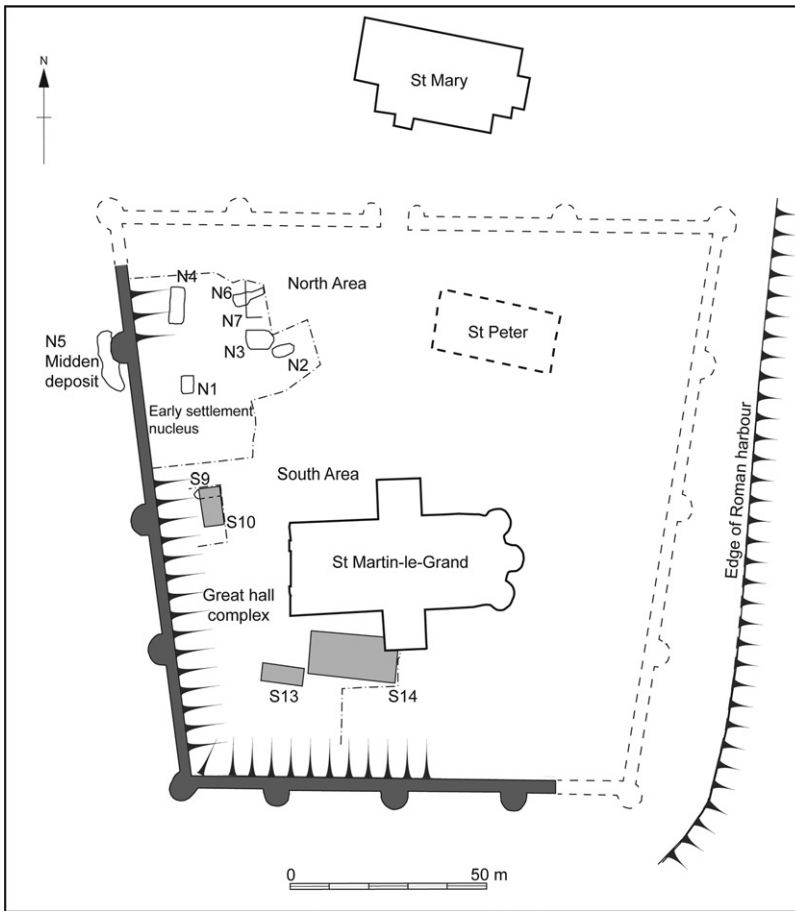 N
St Mary
N4
N6
North Area
N7
St Peter
N5
Midden
deposit
N3
N2
N1
Early settlement
nucleus
Edge of Roman harbour
South Area
S9
S10
St Martin-le-Grand
Great hall
complex
S13
S14
0
50 m